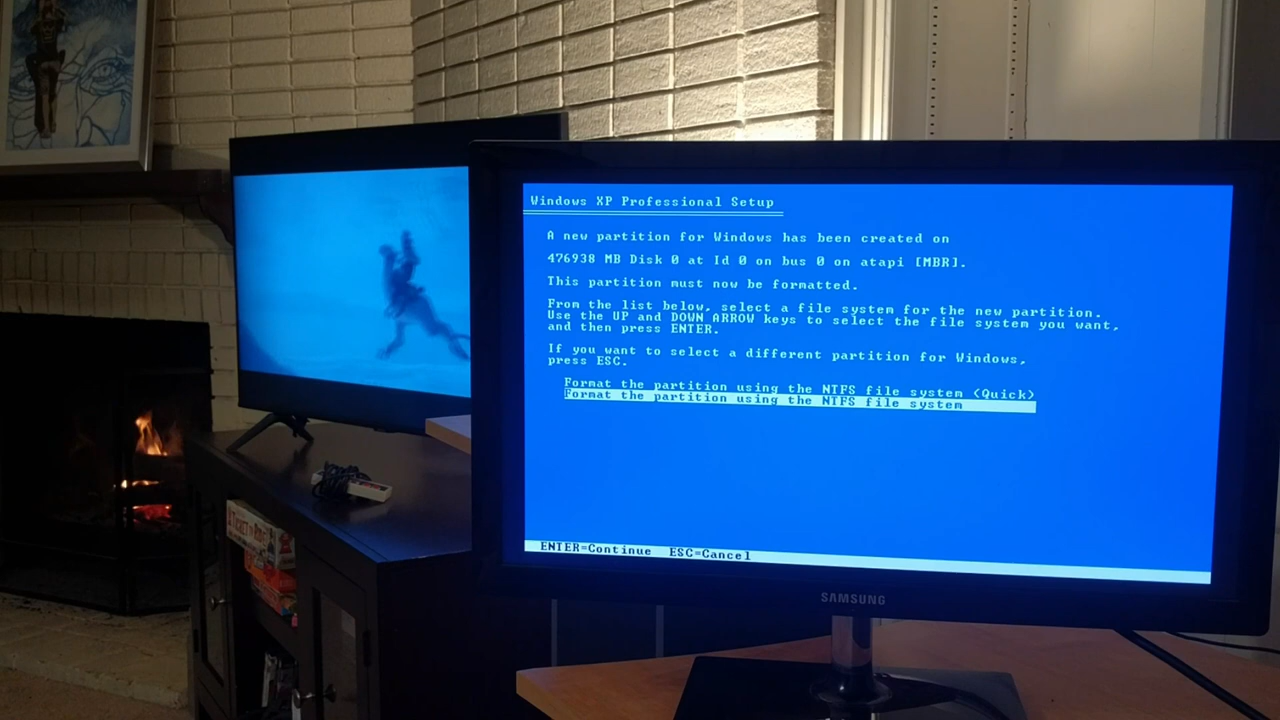 Windows XP Professional Setup
A new partition for Windows has been created on
476938 MB Disk 0 at Id 0 on bus 0 on atapi [MBR].
This partition must now be formatted.
From the list below, select a file system for the new partition.
Use the UP and DOWN ARROW keys to select the file system you want,
and then press ENTER.
If you want to select a different partition for Windows,
press ESC.
Format the partition using the NTFS file system (Quick)
Format the partition using the NTFS file system
ENTER=Continue ESC=Cancel
SAMSUNG
TICKET TO RIDE